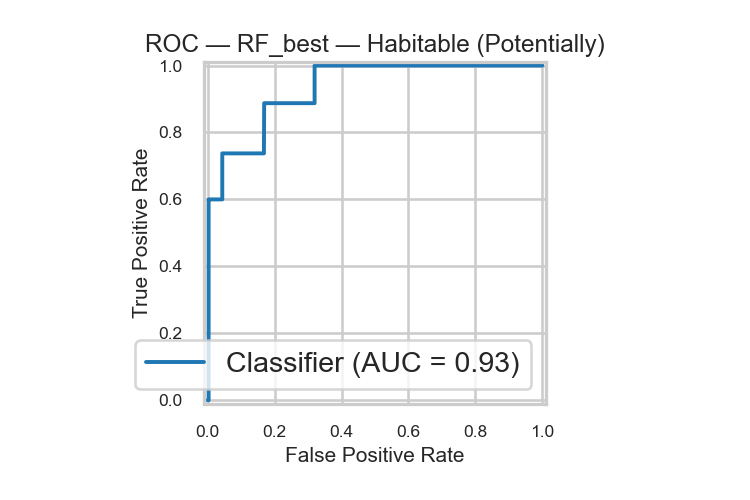 ROC — RF_best — Habitable (Potentially)
True Positive Rate
1.0
0.8
0.6
0.4
0.2
0.0
Classifier (AUC = 0.93)
0.0 0.2 0.4 0.6 0.8 1.0
False Positive Rate